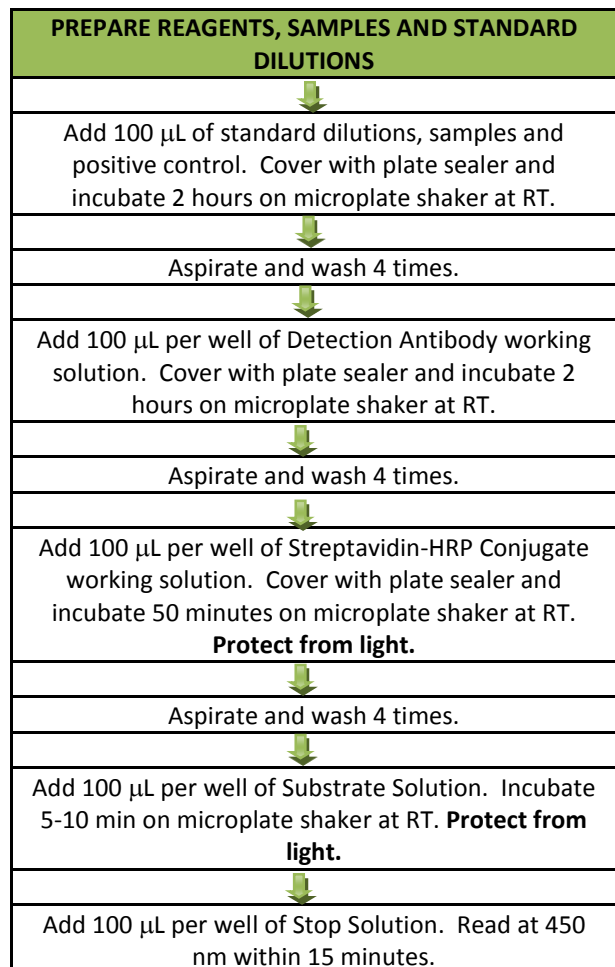 PREPARE REAGENTS, SAMPLES AND STANDARD
DILUTIONS
Add 100 μL of standard dilutions, samples and
positive control.  Cover with plate sealer and
incubate 2 hours on microplate shaker at RT.
Aspirate and wash 4 times.
Add 100 μL per well of Detection Antibody working
solution.  Cover with plate sealer and incubate 2
hours on microplate shaker at RT.
Aspirate and wash 4 times.
Add 100 μL per well of Streptavidin-HRP Conjugate
working solution.  Cover with plate sealer and
incubate 50 minutes on microplate shaker at RT.
Protect from light.
Aspirate and wash 4 times.
Add 100 μL per well of Substrate Solution.  Incubate
5-10 min on microplate shaker at RT. Protect from
light.
Add 100 μL per well of Stop Solution.  Read at 450
nm within 15 minutes.